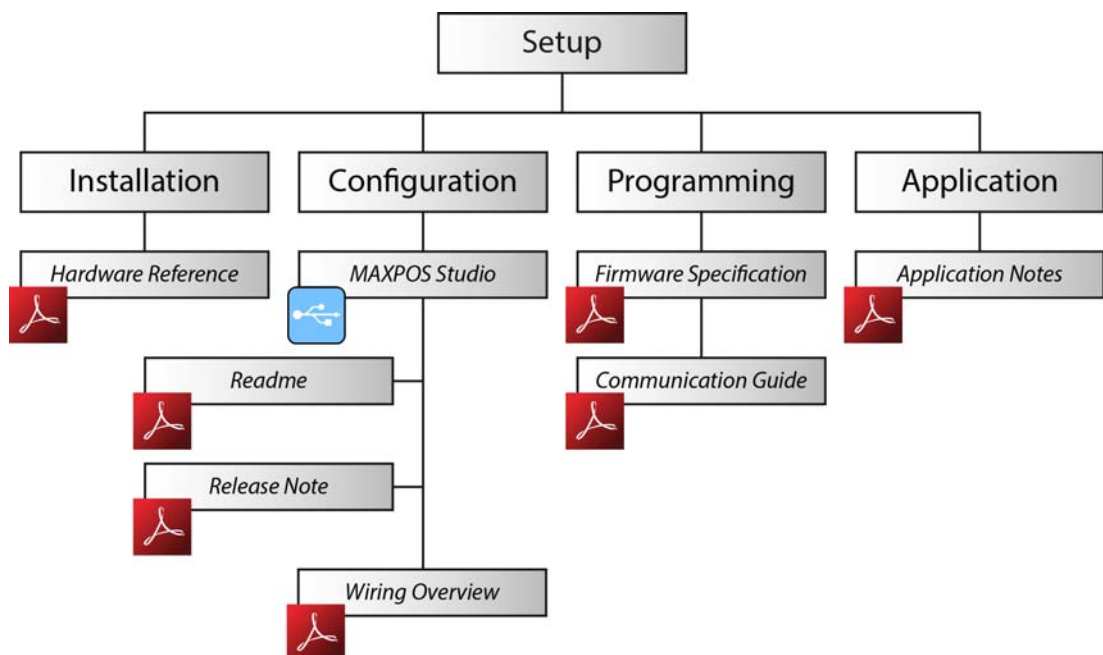 Setup
Installation
Configuration
Programming
Application
Hardware Reference
MAXPOS Studio
Firmware Specification
Application Notes
Readme
Communication Guide
Release Note
Wiring Overview